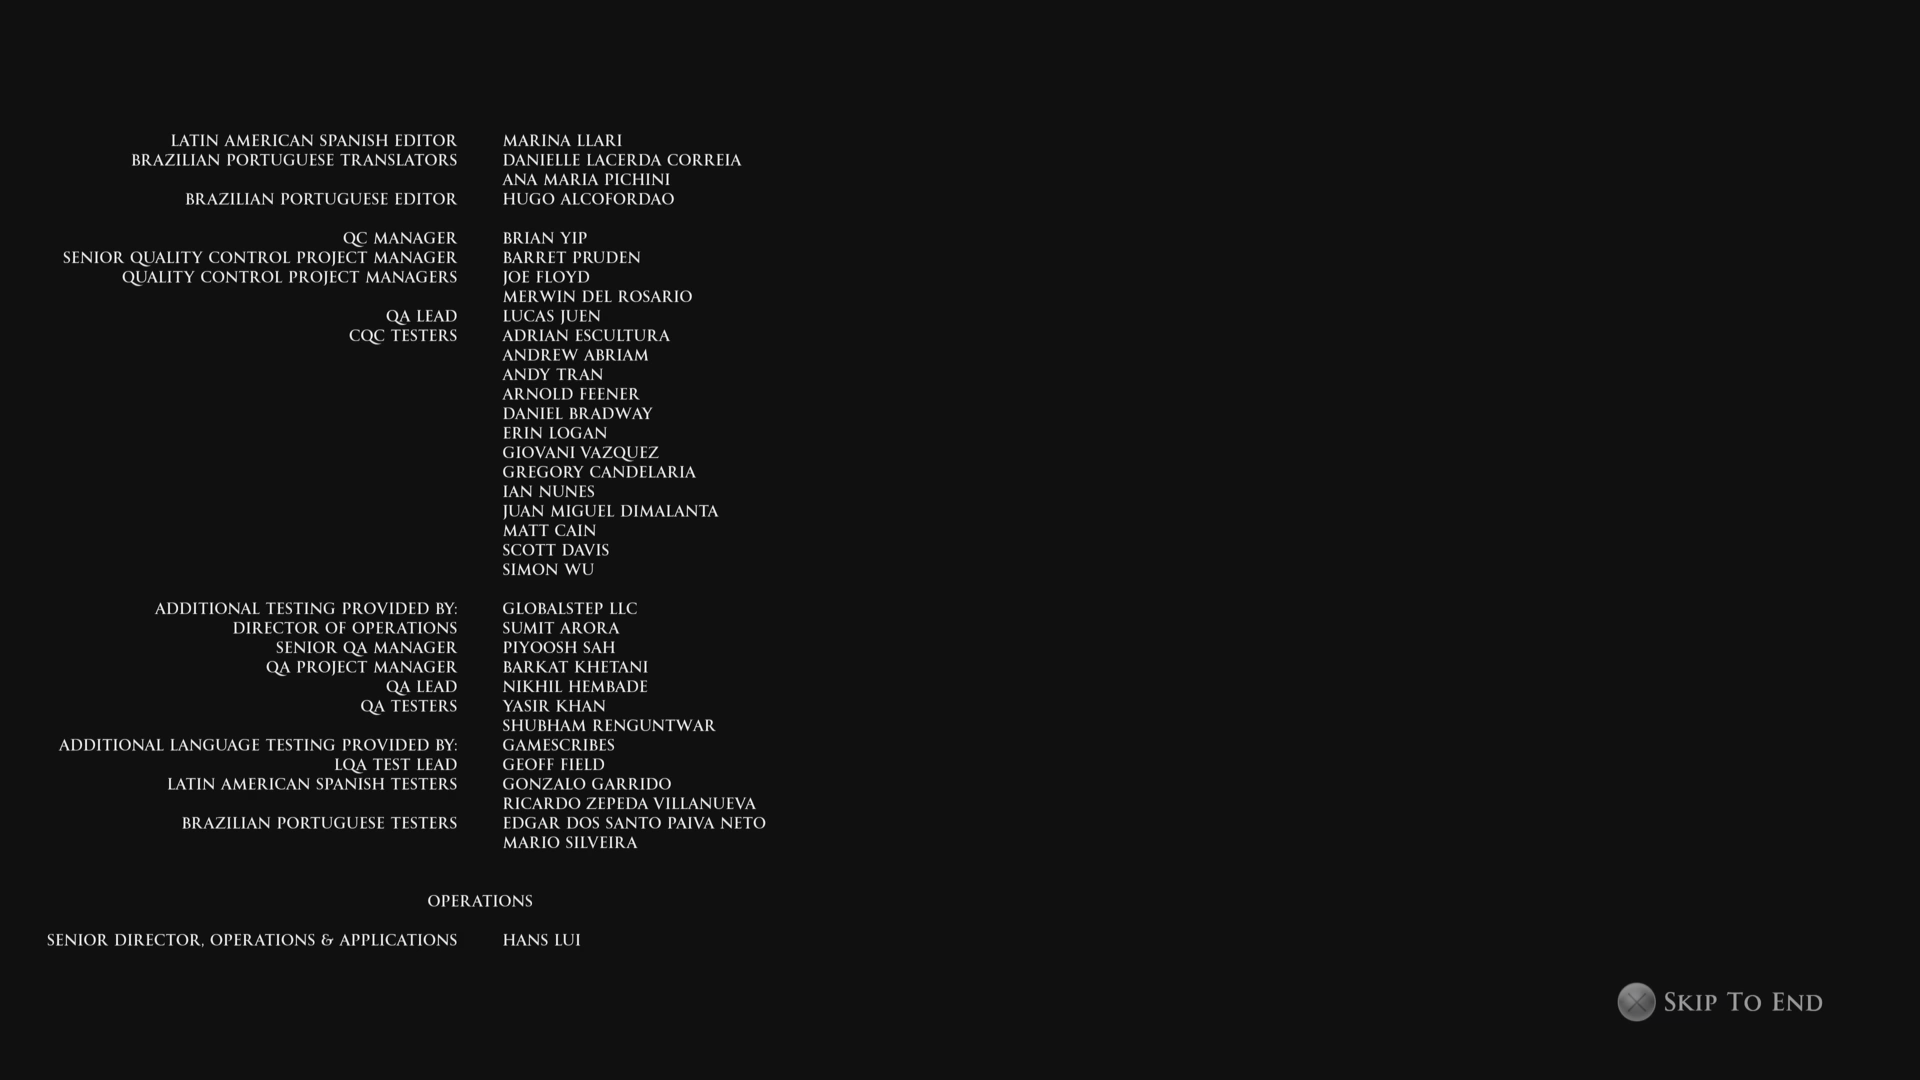 LATIN AMERICAN SPANISH EDITOR MARINA LLARI
BRAZILIAN PORTUGUESE TRANSLATORS DANIELLE LACERDA CORREIA
ANA MARIA PICHINI
BRAZILIAN PORTUGUESE EDITOR HUGO ALCOFORDAO
QC MANAGER BRIAN YIP
SENIOR QUALITY CONTROL PROJECT MANAGER BARRET PRUDEN
QUALITY CONTROL PROJECT MANAGERS JOE FLOYD
MERWIN DEL ROSARIO
QA LEAD LUCAS JUEN
CQC TESTERS ADRIAN ESCULTURA
ANDREW ABRIAM
ANDY TRAN
ARNOLD FEENER
DANIEL BRADWAY
ERIN LOGAN
GIOVANI VAZQUEZ
GREGORY CANDELARIA
IAN NUNES
JUAN MIGUEL DIMALANTA
MATT CAIN
SCOTT DAVIS
SIMON WU
ADDITIONAL TESTING PROVIDED BY: GLOBALSTEP LLC
DIRECTOR OF OPERATIONS SUMIT ARORA
SENIOR QA MANAGER PIYOOSH SAH
QA PROJECT MANAGER BARKAT KHETANI
QA LEAD NIKHIL HEMBADE
QA TESTERS YASIR KHAN
SHUBHAM RENGUNTWAR
ADDITIONAL LANGUAGE TESTING PROVIDED BY: GAMESCRIBES
LQA TEST LEAD GEOFF FIELD
LATIN AMERICAN SPANISH TESTERS GONZALO GARRIDO
RICARDO ZEPEDA VILLANUEVA
BRAZILIAN PORTUGUESE TESTERS EDGAR DOS SANTO PAIVA NETO
MARIO SILVEIRA
OPERATIONS
SENIOR DIRECTOR, OPERATIONS & APPLICATIONS HANS LUI
SKIP TO END